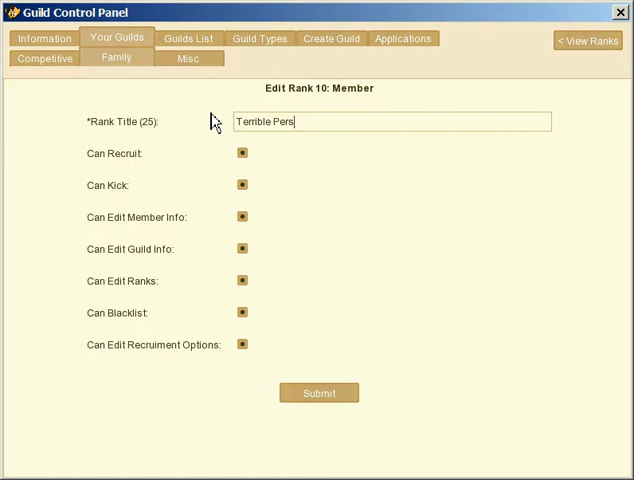 Guild Control Panel
Information Your Guilds Guilds List Guild Types Create Guild Applications < View Ranks
Competitive Family Misc
Edit Rank 10: Member
*Rank Title (25): Terrible Pers
Can Recruit:
Can Kick:
Can Edit Member Info:
Can Edit Guild Info:
Can Edit Ranks:
Can Blacklist:
Can Edit Recruiment Options:
Submit